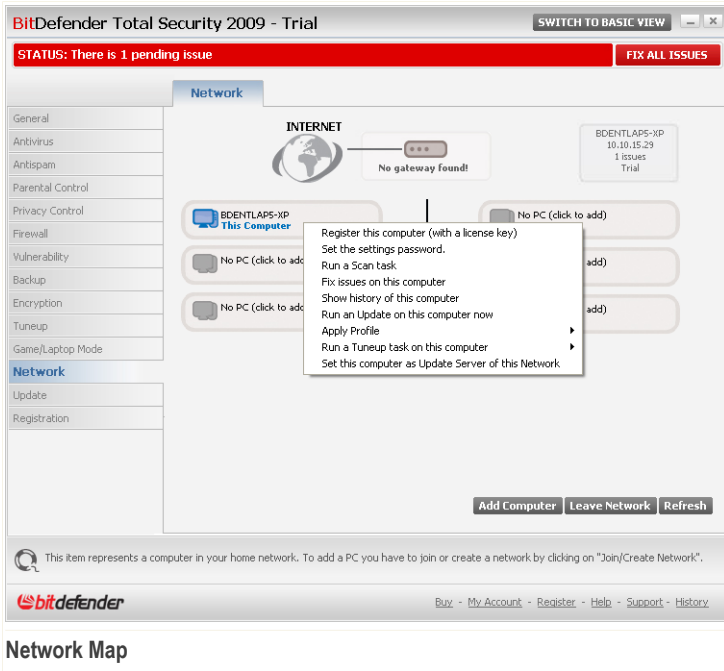 BitDefender Total Security 2009 - Trial
SWITCH TO BASIC VIEW
STATUS: There is 1 pending issue
FIX ALL ISSUES
Network
General
Antivirus
Antispam
Parental Control
Privacy Control
Firewall
Vulnerability
Backup
Encryption
Tuneup
Game/Laptop Mode
Network
Update
Registration
INTERNET
No gateway found!
BDENTLAPS-XP
10.10.15.29
1 issues
Trial
BDENTLAPS-XP
This Computer
No PC (click to add)
No PC (click to add
add)
No PC (click to add
add)
Register this computer (with a license key)
Set the settings password.
Run a Scan task
Fix issues on this computer
Show history of this computer
Run an Update on this computer now
Apply Profile
Run a Tuneup task on this computer
Set this computer as Update Server of this Network
Add Computer Leave Network Refresh
This item represents a computer in your home network. To add a PC you have to join or create a network by clicking on "Join/Create Network".
bitdefender
Buy - My Account - Register - Help - Support - History
Network Map